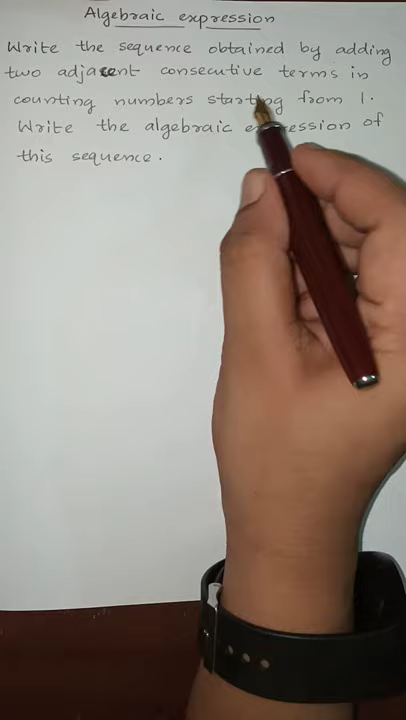 Algebraic expression
Write the sequence obtained by adding
two adjacent consecutive terms in
counting numbers starting from 1.
Write the algebraic of
this sequence.